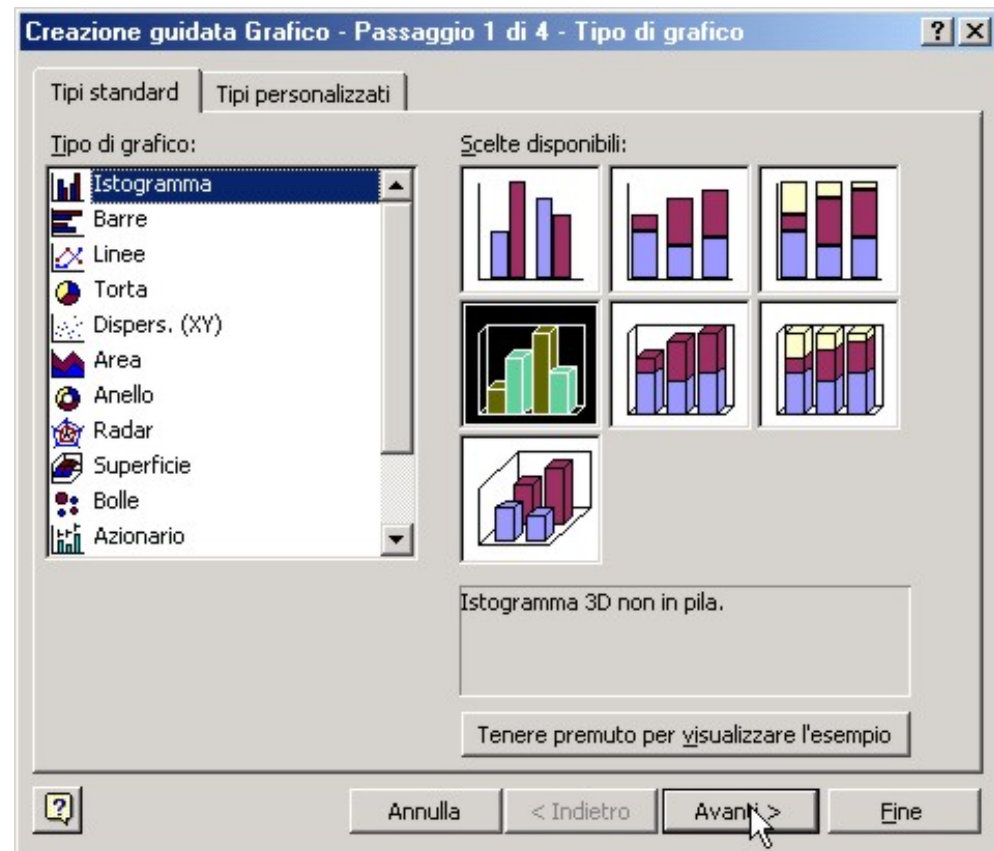 Creazione guidata Grafico - Passaggio 1 di 4 - Tipo di grafico
Tipi standard
Tipi personalizzati
Tipo di grafico:
Istogramma
Barre
Linee
Torta
Dispers. (XY)
Area
Anello
Radar
Superficie
Bolle
Azionario
Scelte disponibili:
Istogramma 3D non in pila.
Tenere premuto per visualizzare l'esempio
Annulla
< Indietro
Avanti >
Fine